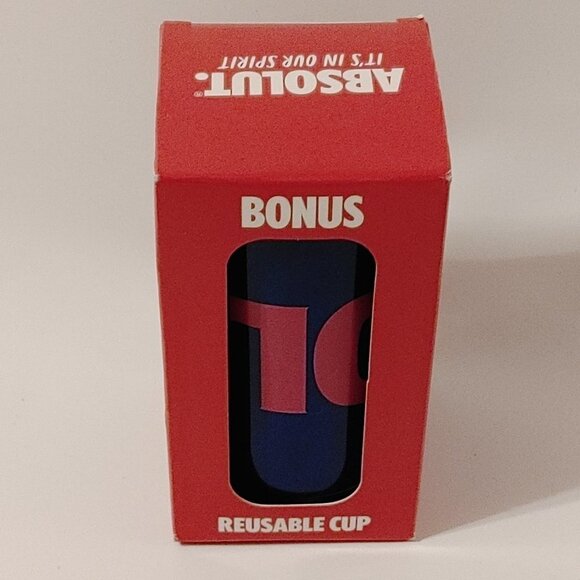 ABSOLUT.®
IT'S IN OUR SPIRIT
BONUS
REUSABLE CUP